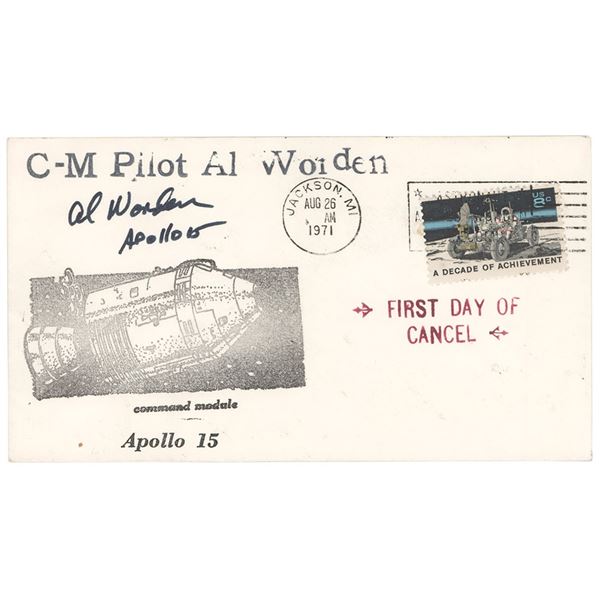 C-M Pilot Al Worden
Al Worden
Apollo 15
JACKSON, MI
AUG 26
AM
1971
US
8c
A DECADE OF ACHIEVEMENT
FIRST DAY OF
CANCEL
command module
Apollo 15